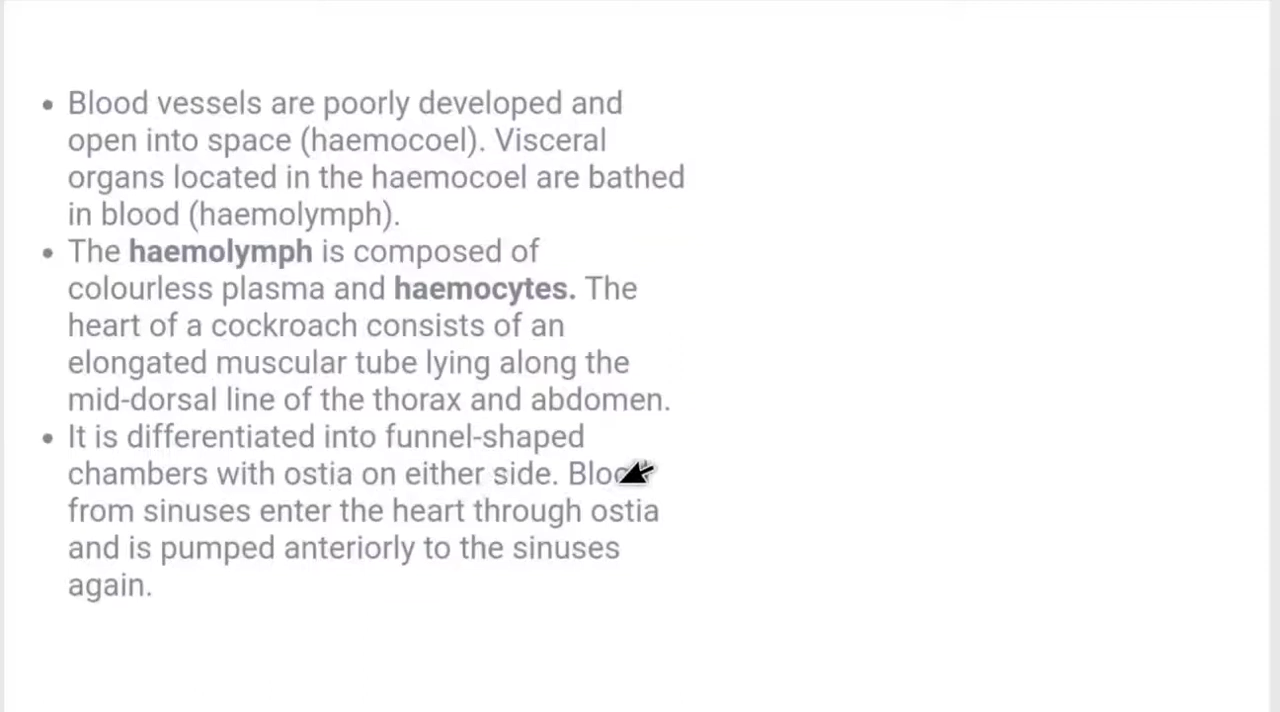 • Blood vessels are poorly developed and
open into space (haemocoel). Visceral
organs located in the haemocoel are bathed
in blood (haemolymph).
• The haemolymph is composed of
colourless plasma and haemocytes. The
heart of a cockroach consists of an
elongated muscular tube lying along the
mid-dorsal line of the thorax and abdomen.
• It is differentiated into funnel-shaped
chambers with ostia on either side. Blood
from sinuses enter the heart through ostia
and is pumped anteriorly to the sinuses
again.